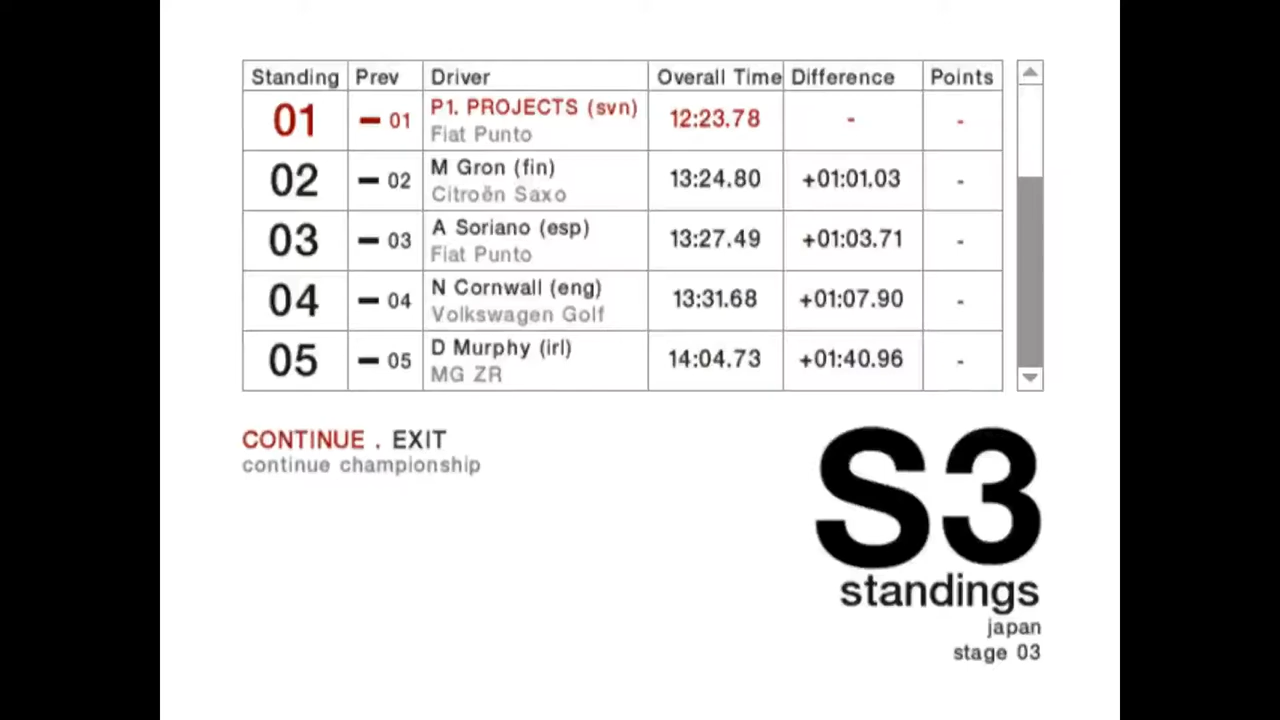 Standing Prev Driver Overall Time Difference Points
01 — 01 P1. PROJECTS (svn) 12:23.78 - -
Fiat Punto
02 — 02 M Gron (fin) 13:24.80 +01:01.03 -
Citroën Saxo
03 — 03 A Soriano (esp) 13:27.49 +01:03.71 -
Fiat Punto
04 — 04 N Cornwall (eng) 13:31.68 +01:07.90 -
Volkswagen Golf
05 — 05 D Murphy (irl) 14:04.73 +01:40.96 -
MG ZR
CONTINUE . EXIT
continue championship
S3
standings
japan
stage 03